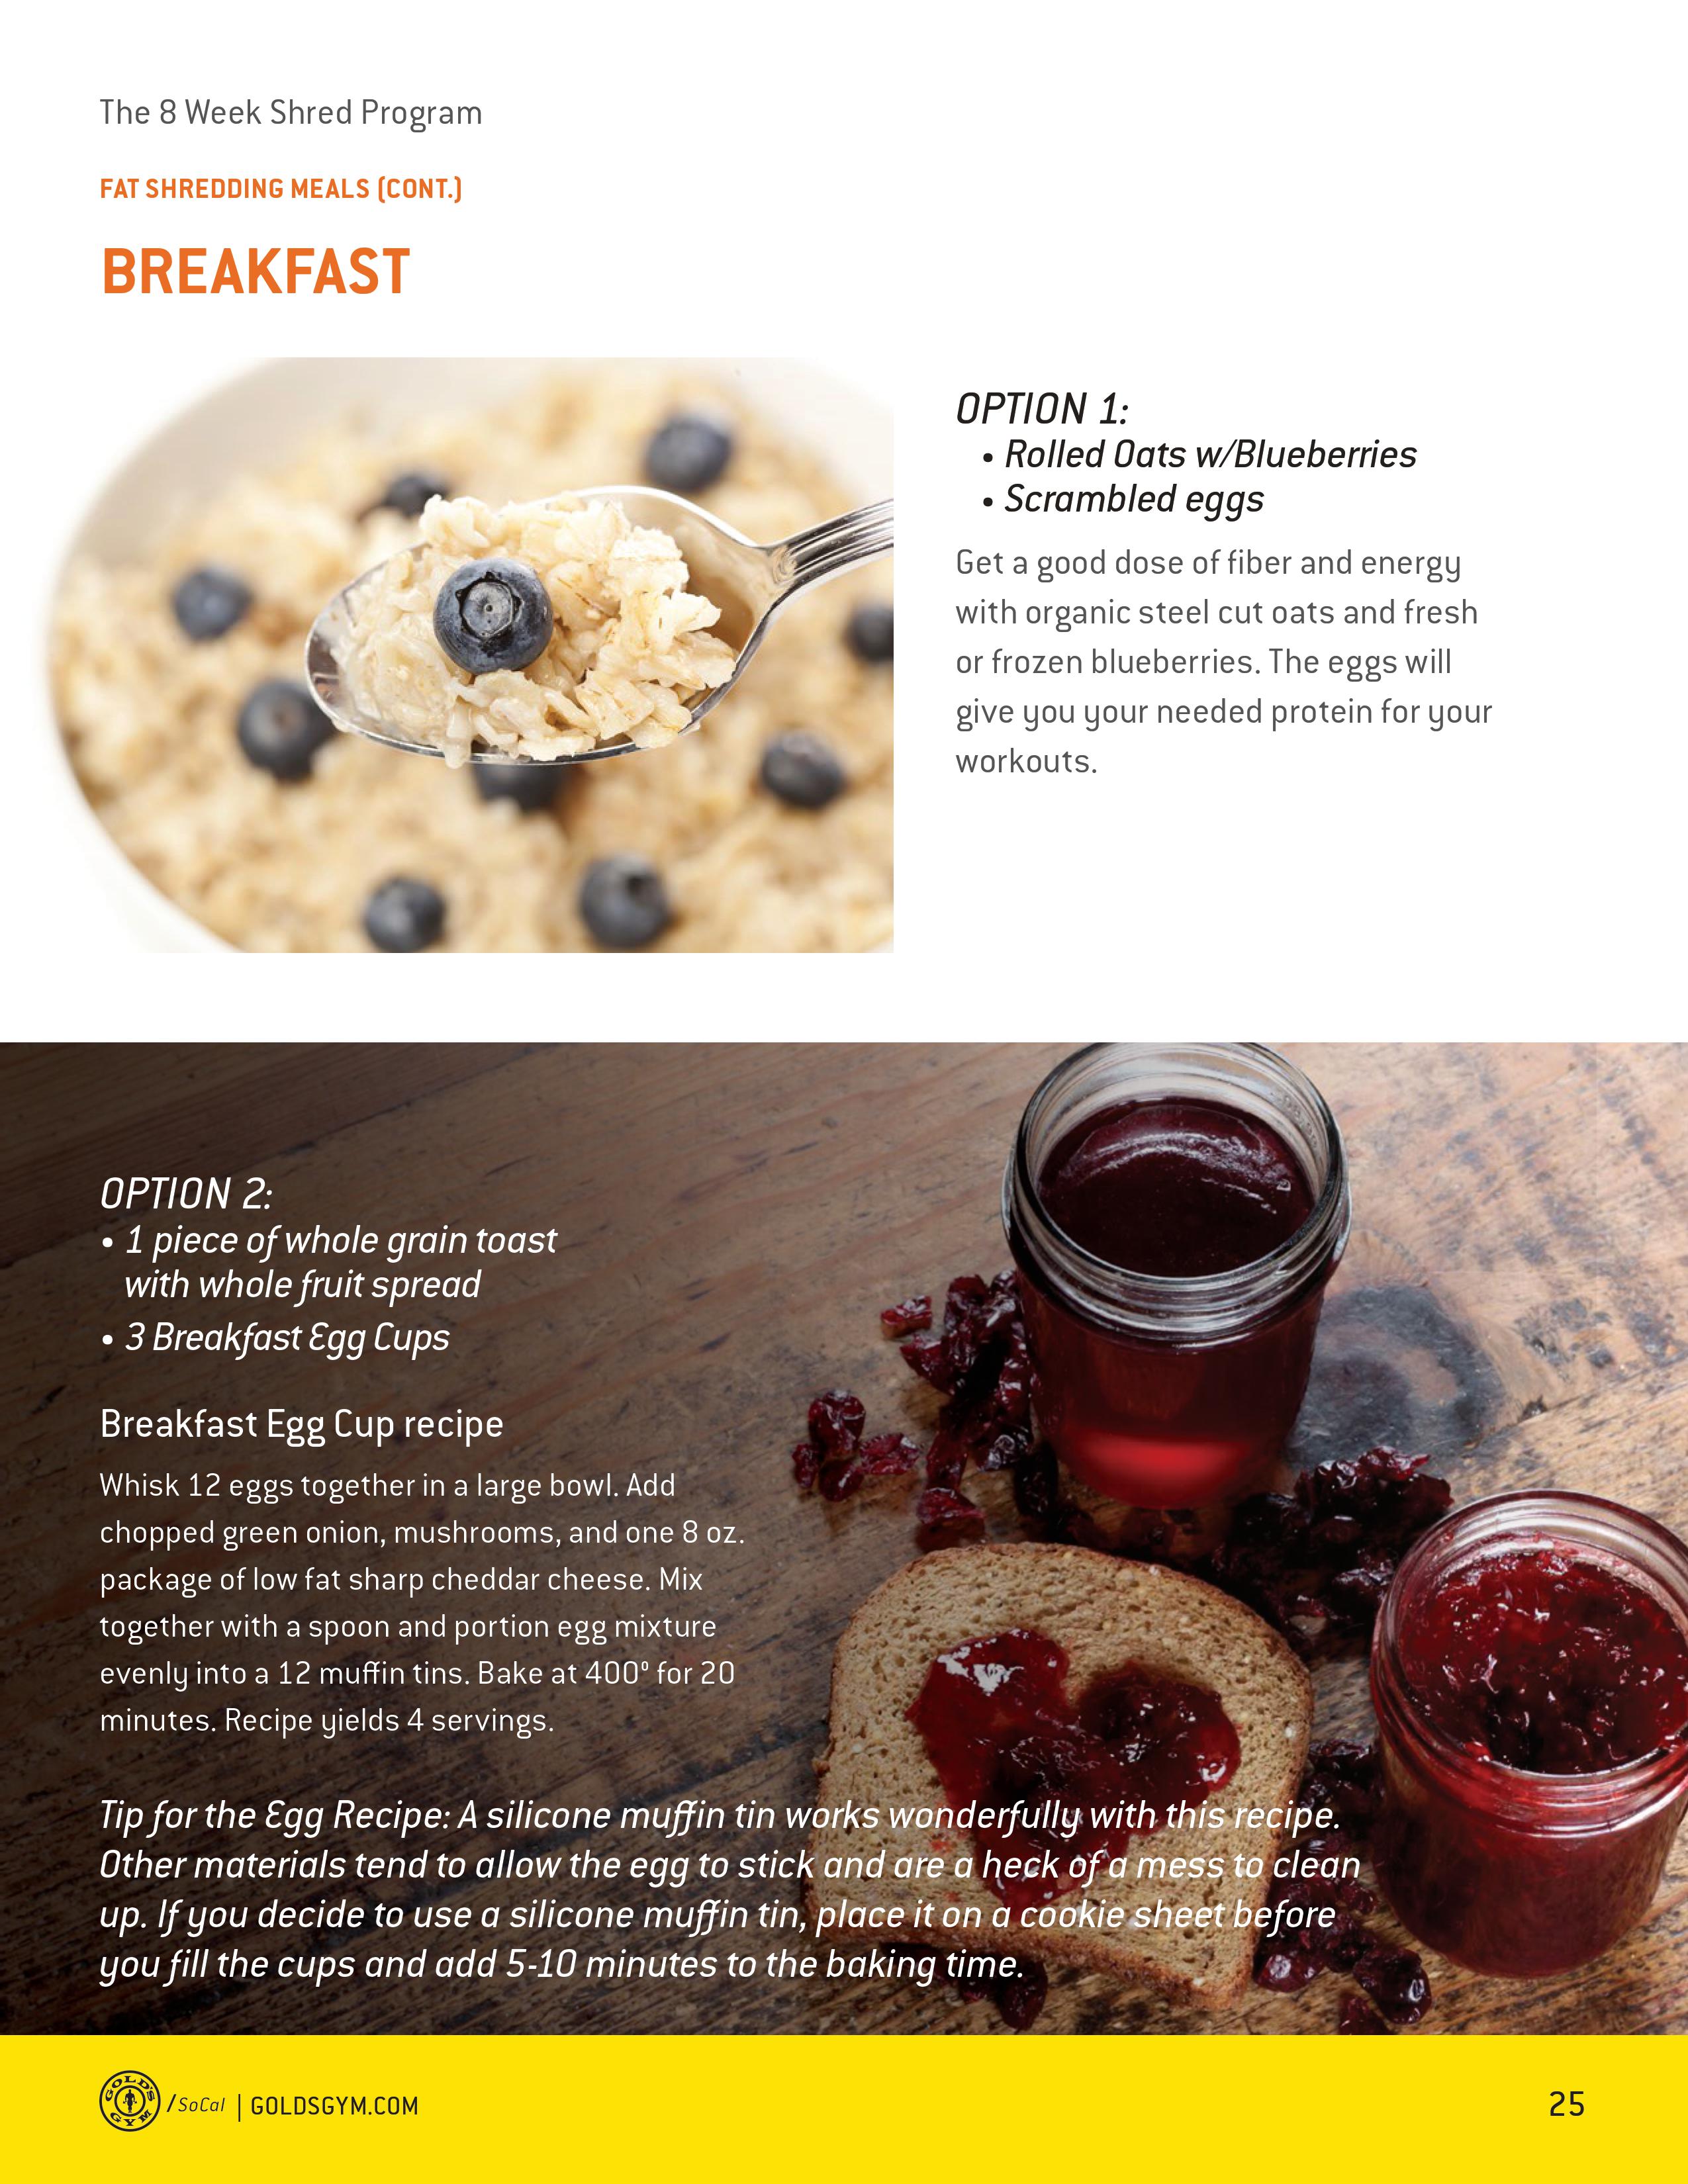 The 8 Week Shred Program
FAT SHREDDING MEALS (CONT.)
BREAKFAST
OPTION 1:
• Rolled Oats w/Blueberries
• Scrambled eggs
Get a good dose of fiber and energy
with organic steel cut oats and fresh
or frozen blueberries. The eggs will
give you your needed protein for your
workouts.
OPTION 2:
• 1 piece of whole grain toast
with whole fruit spread
• 3 Breakfast Egg Cups
Breakfast Egg Cup recipe
Whisk 12 eggs together in a large bowl. Add
chopped green onion, mushrooms, and one 8 oz.
package of low fat sharp cheddar cheese. Mix
together with a spoon and portion egg mixture
evenly into a 12 muffin tins. Bake at 400º for 20
minutes. Recipe yields 4 servings.
Tip for the Egg Recipe: A silicone muffin tin works wonderfully with this recipe.
Other materials tend to allow the egg to stick and are a heck of a mess to clean
up. If you decide to use a silicone muffin tin, place it on a cookie sheet before
you fill the cups and add 5-10 minutes to the baking time.
GOLD'S GYM /SoCal | GOLDSGYM.COM
25